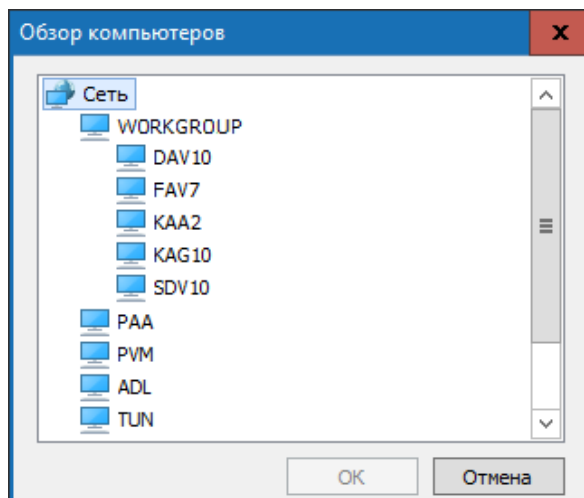 Обзор компьютеров
Сеть
WORKGROUP
DAV10
FAV7
KAA2
KAG10
SDV10
PAA
PVM
ADL
TUN
OK Отмена